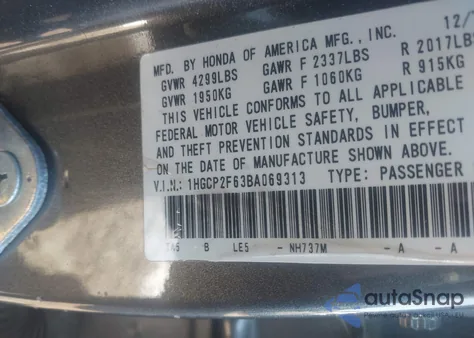 MFD. BY HONDA OF AMERICA MFG., INC. 12/
GVWR 4299LBS GAWR F 2337LBS R 2017LBS
GVWR 1950KG GAWR F 1060KG R 915KG
THIS VEHICLE CONFORMS TO ALL APPLICABLE
FEDERAL MOTOR VEHICLE SAFETY, BUMPER,
AND THEFT PREVENTION STANDARDS IN EFFECT
ON THE DATE OF MANUFACTURE SHOWN ABOVE.
V.I.N.: 1HGCP2F63BA069313 TYPE: PASSENGER
B LE5 - NH737M - A - A
autoSnap